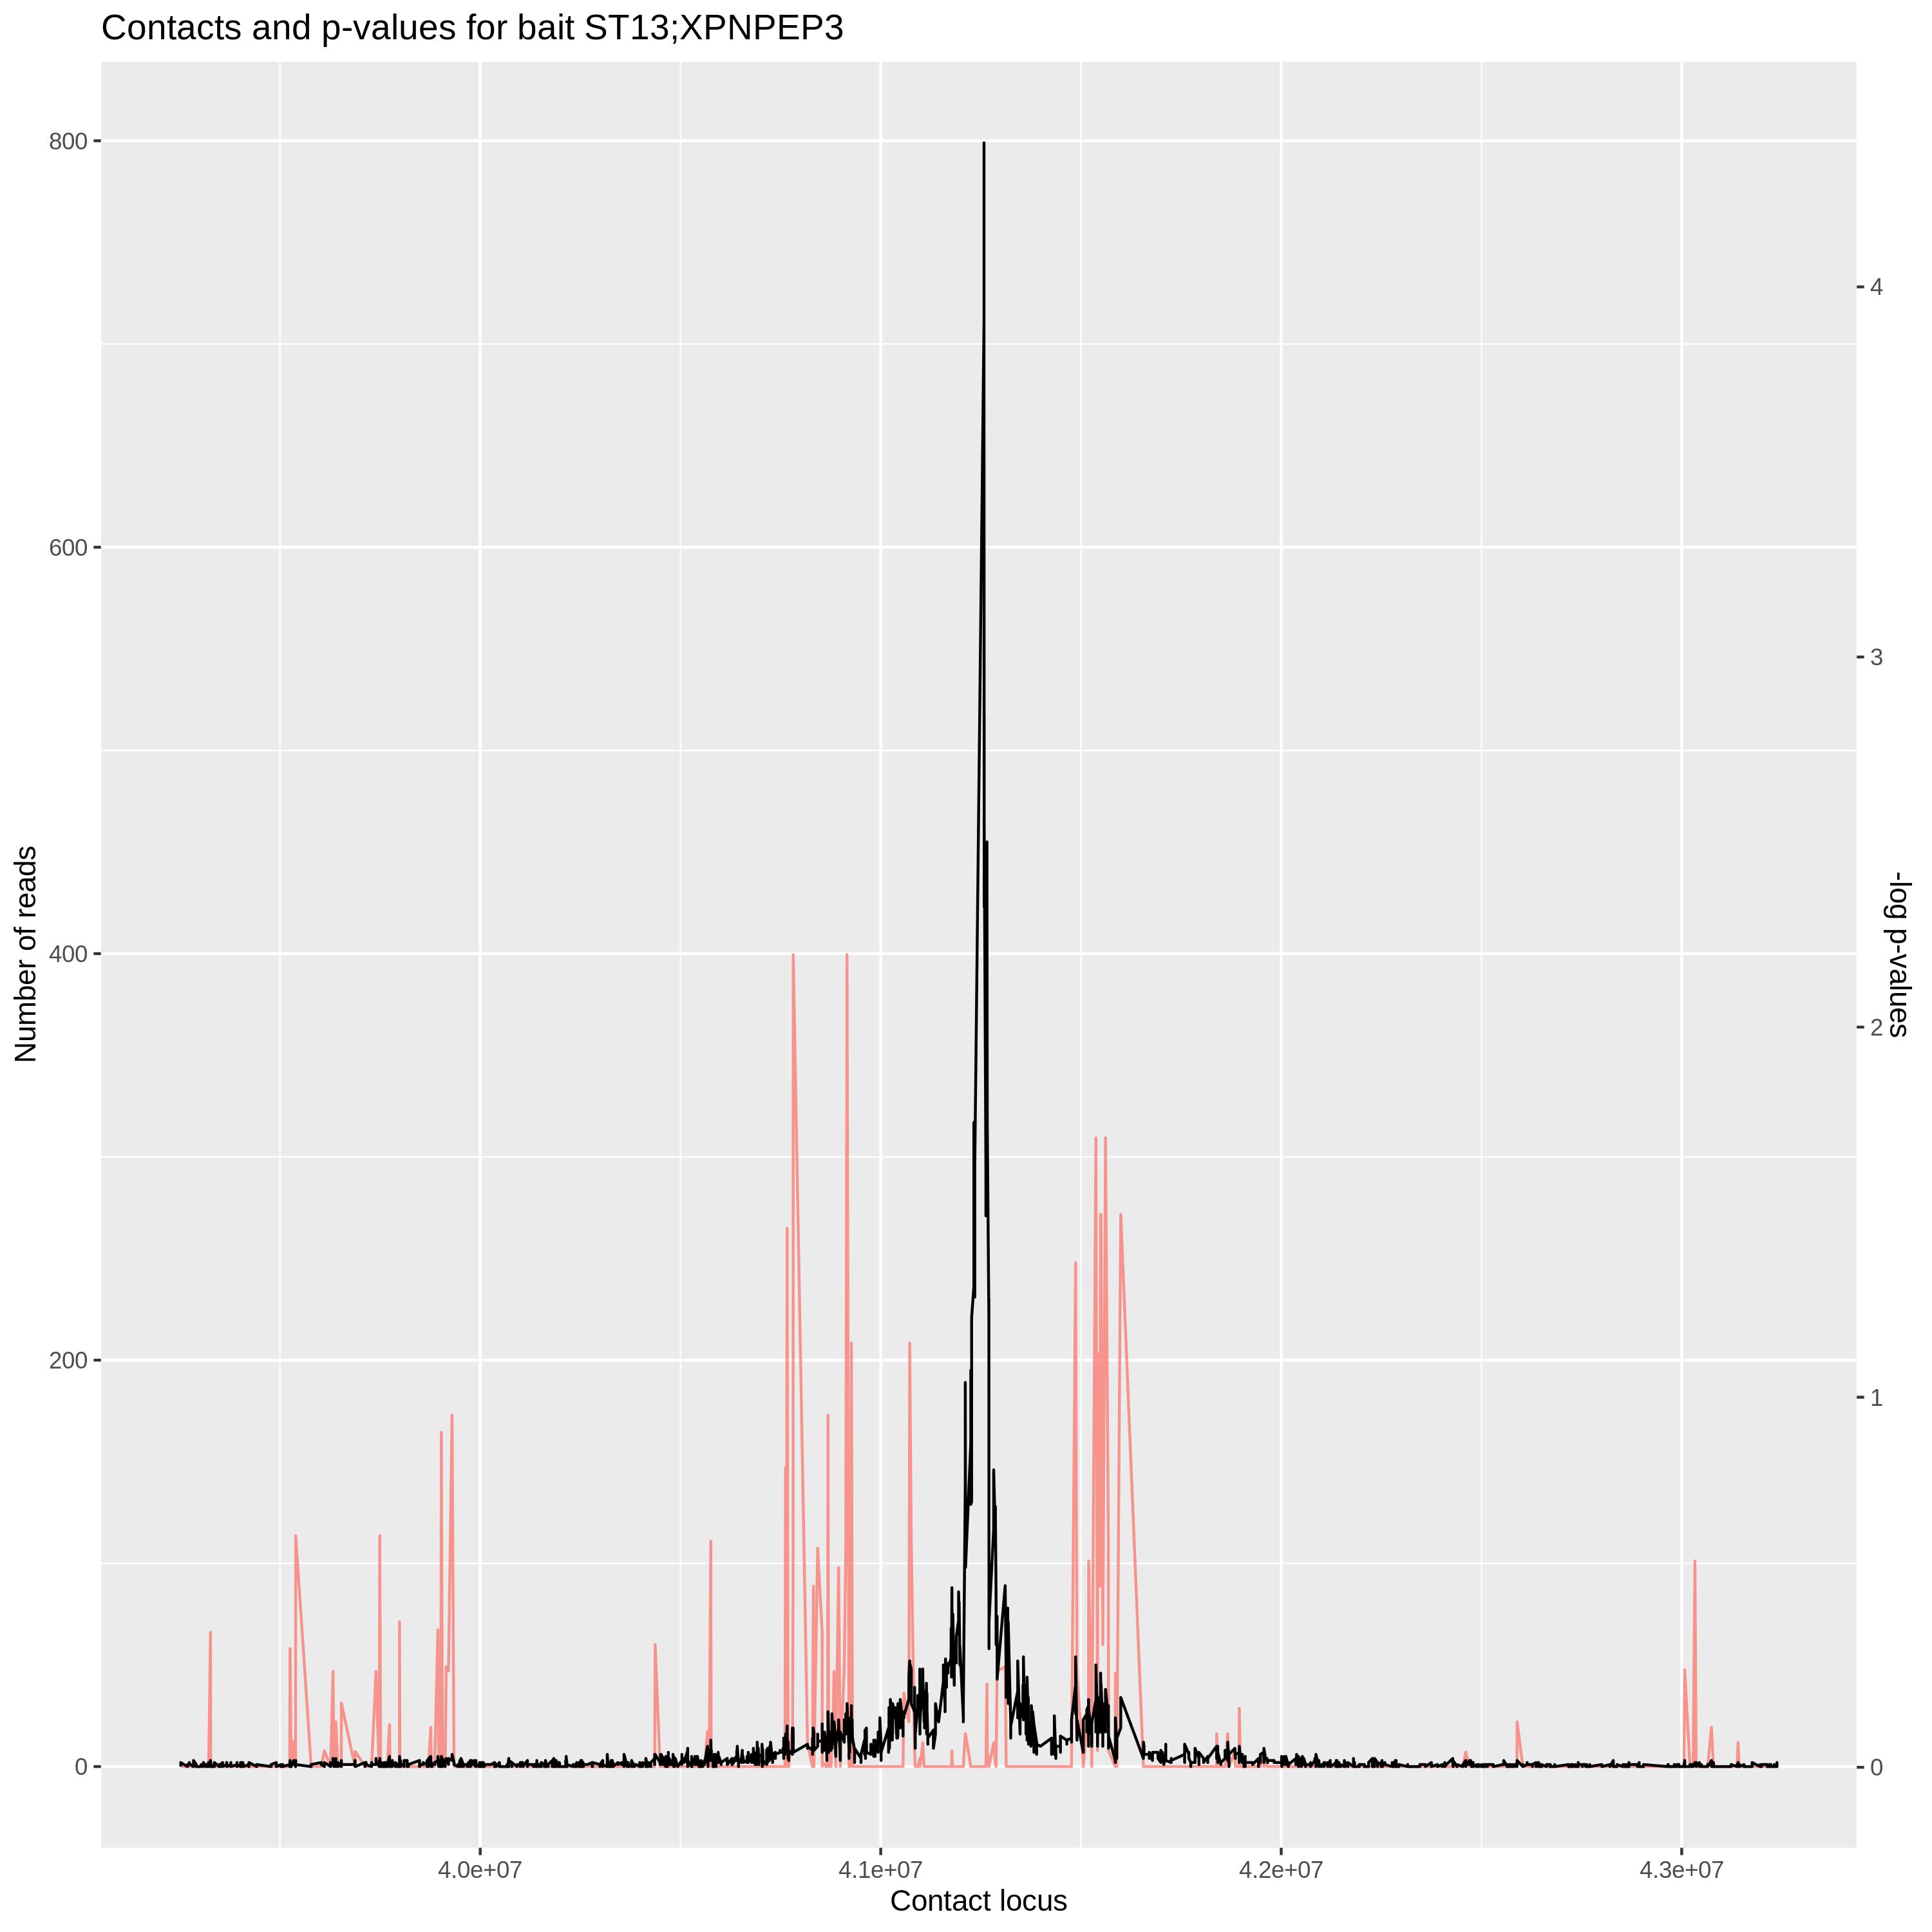 Contacts and p-values for bait ST13;XPNPEP3
800
600
400
200
0
Number of reads
4
3
2
1
0
-log p-values
4.0e+07
4.1e+07
4.2e+07
4.3e+07
Contact locus